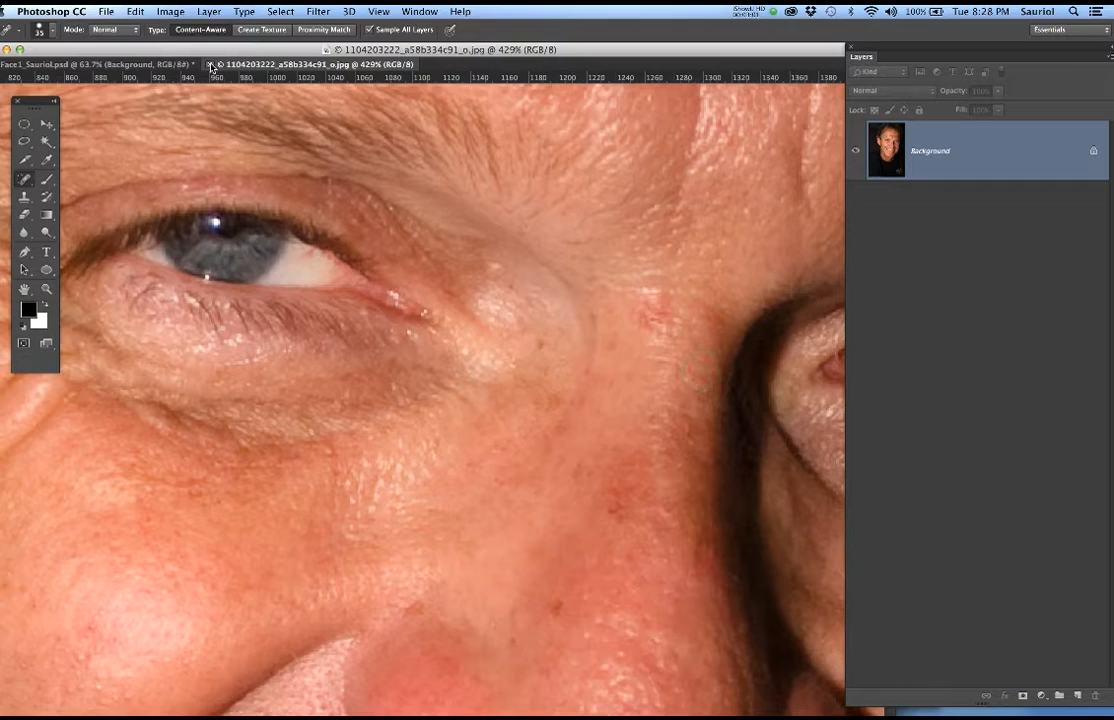 Photoshop CC File Edit Image Layer Type Select Filter 3D View Window Help 100% Tue 8:28 PM Sauriol
35 Mode: Normal Type: Content-Aware Create Texture Proximity Match Sample All Layers Essentials
© 1104203222_a58b334c91_o.jpg @ 429% (RGB/8)
Face1_Sauriol.psd @ 63.7% (Background, RGB/8#) * © 1104203222_a58b334c91_o.jpg @ 429% (RGB/8)
820 840 860 880 900 920 940 960 980 1000 1020 1040 1060 1080 1100 1120 1140 1160 1180 1200 1220 1240 1260 1280 1300 1320 1340 1360 1380
Layers
Kind
Normal Opacity: 100%
Lock: Fill: 100%
Background